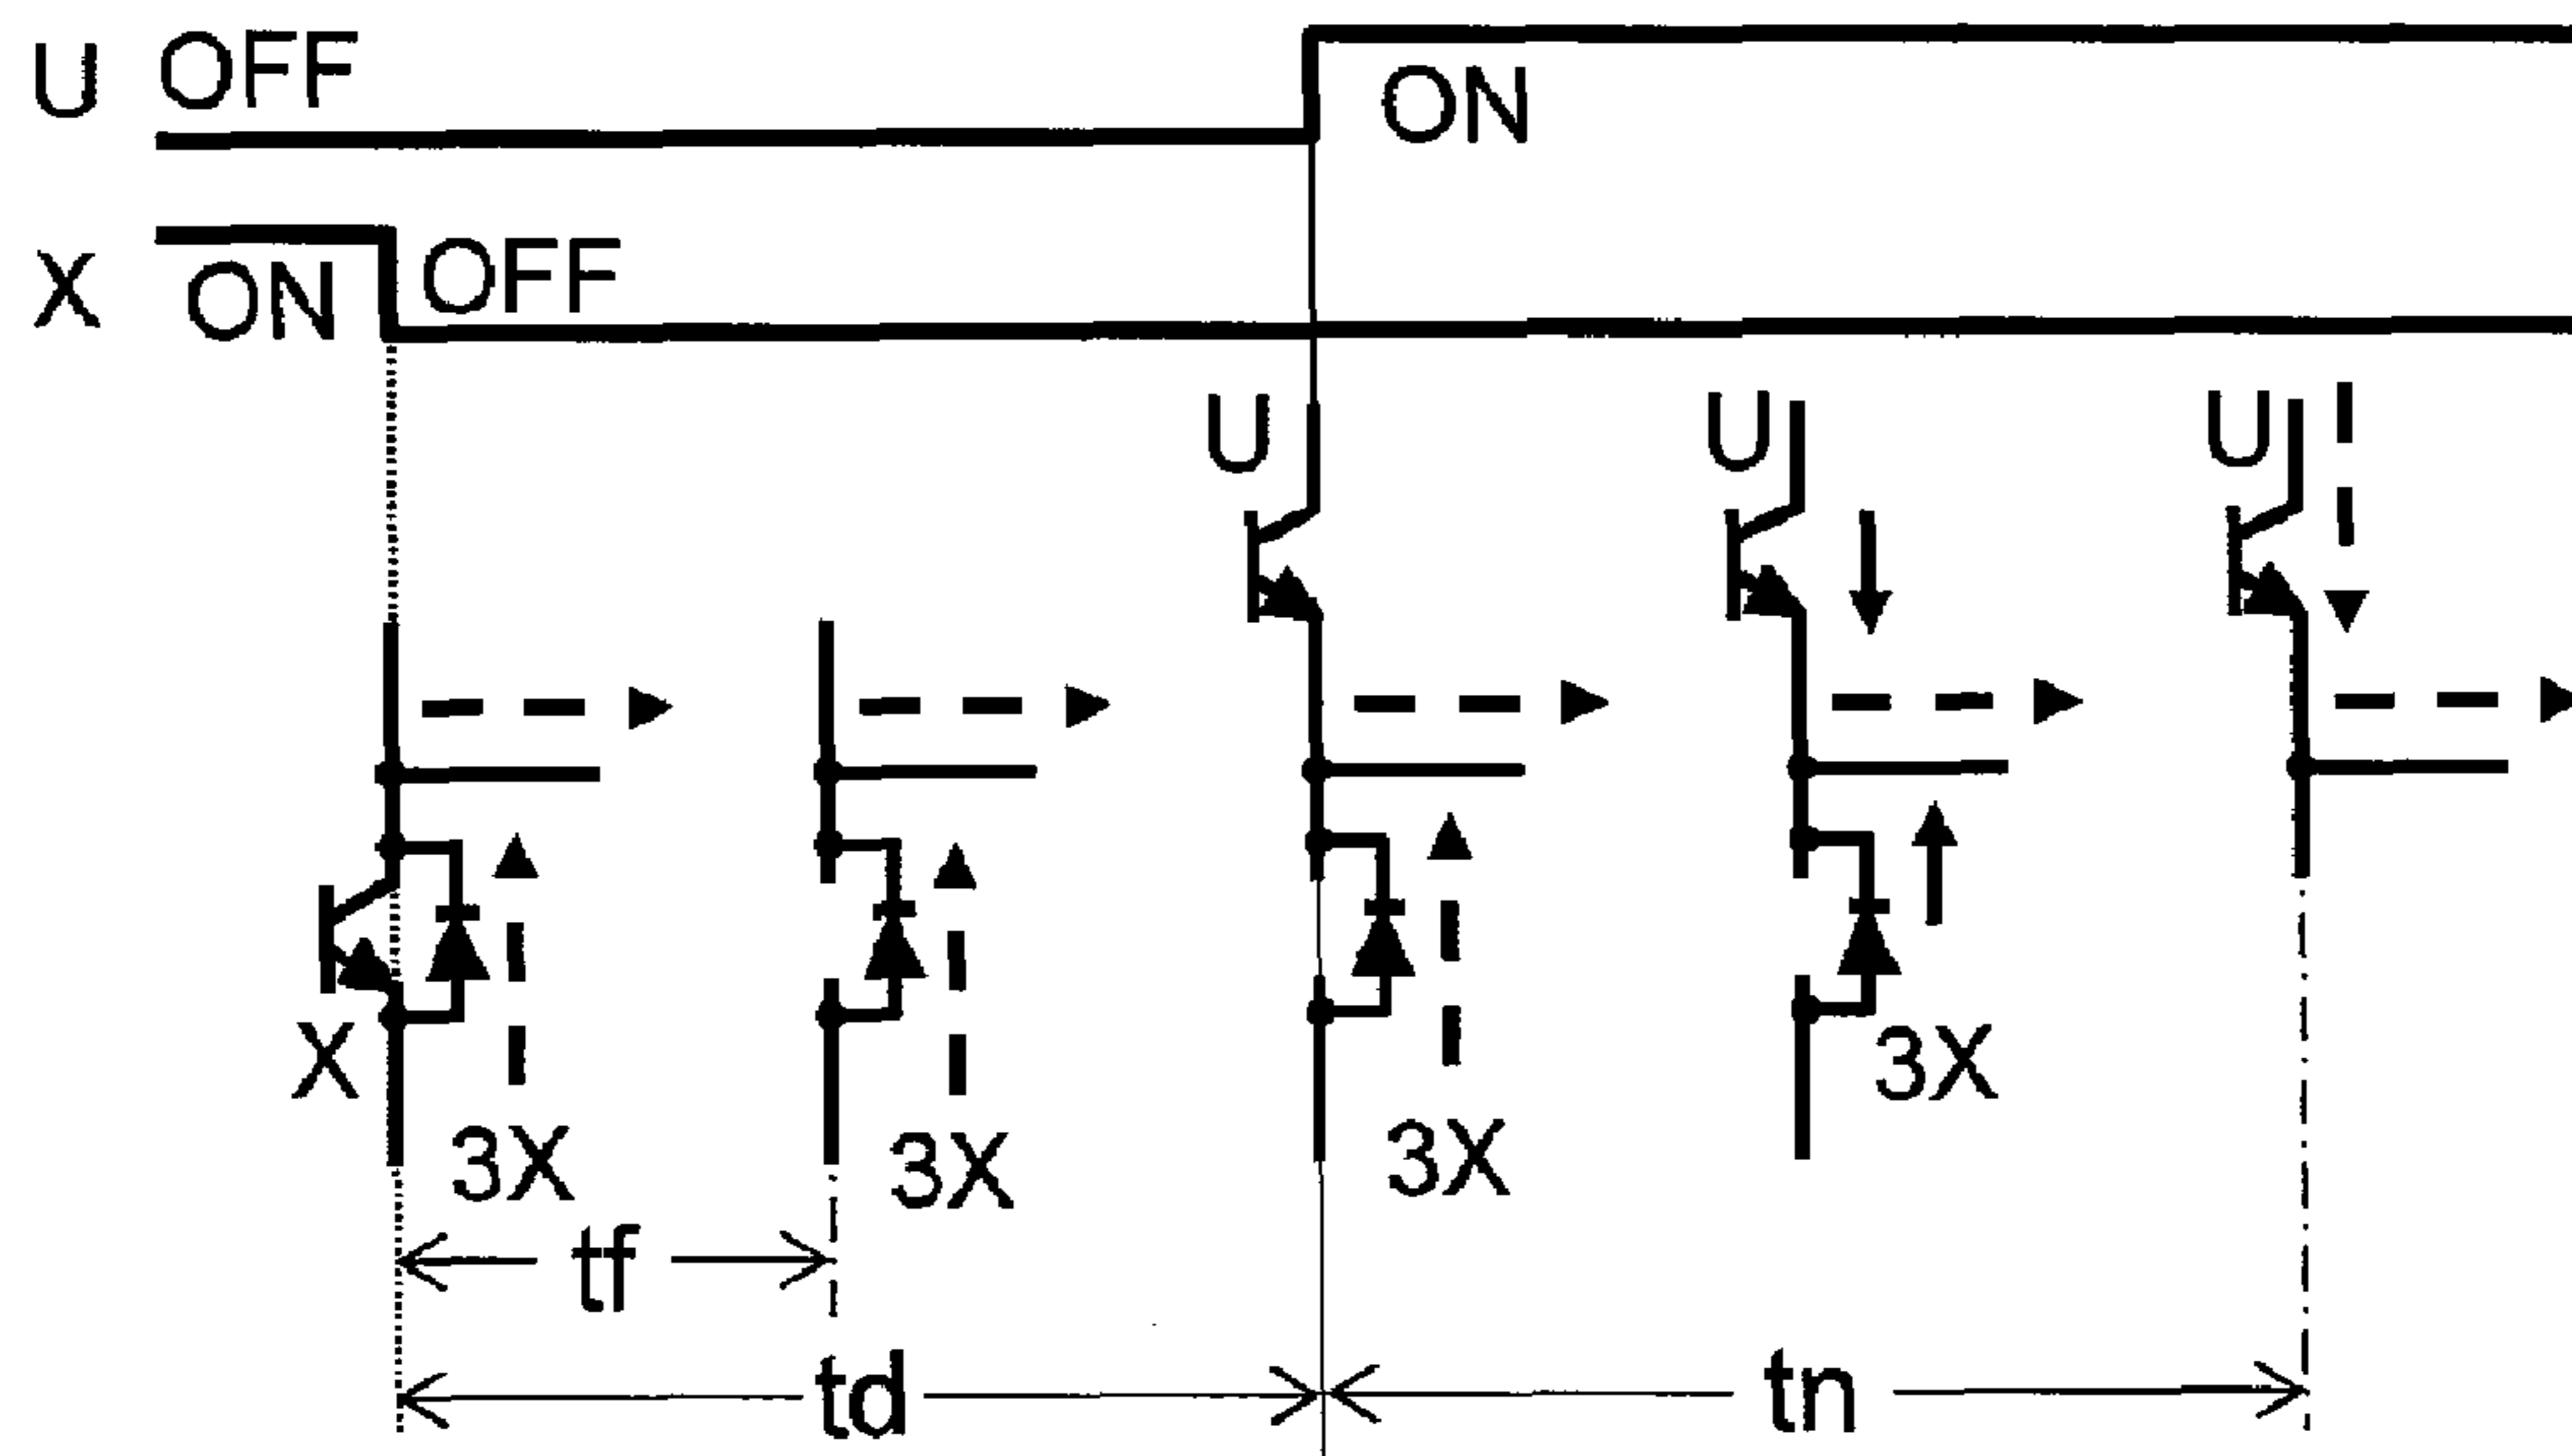 U OFF
ON
X ON OFF
U U U
X
3X
3X 3X 3X
tf
td tn